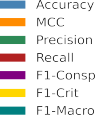 Accuracy
MCC
Precision
Recall
F1-Consp
F1-Crit
F1-Macro